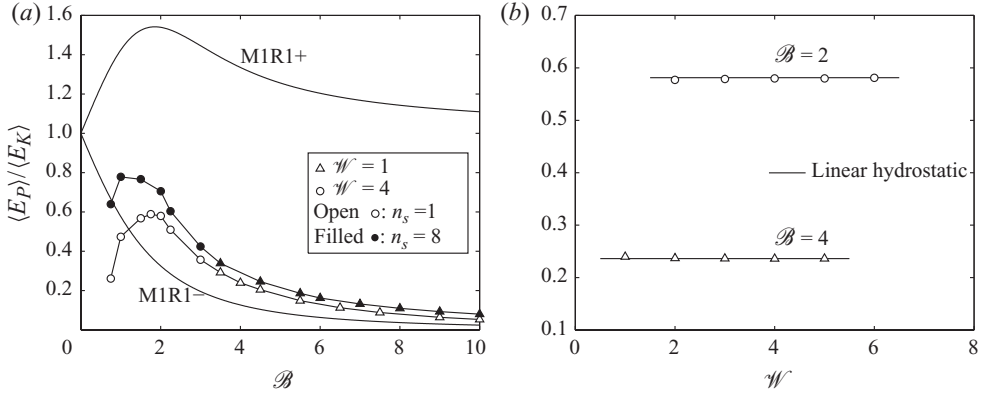 (a)
1.6
1.4
1.2
1.0
0.8
0.6
0.4
0.2
0 2 4 6 8 10
⟨E_P⟩/⟨E_K⟩
ℬ
M1R1+
M1R1−
△ 𝒲 = 1
○ 𝒲 = 4
Open ○: n_s =1
Filled ●: n_s = 8
(b)
0.7
0.6
0.5
0.4
0.3
0.2
0.1
0 2 4 6 8
𝒲
ℬ = 2
Linear hydrostatic
ℬ = 4